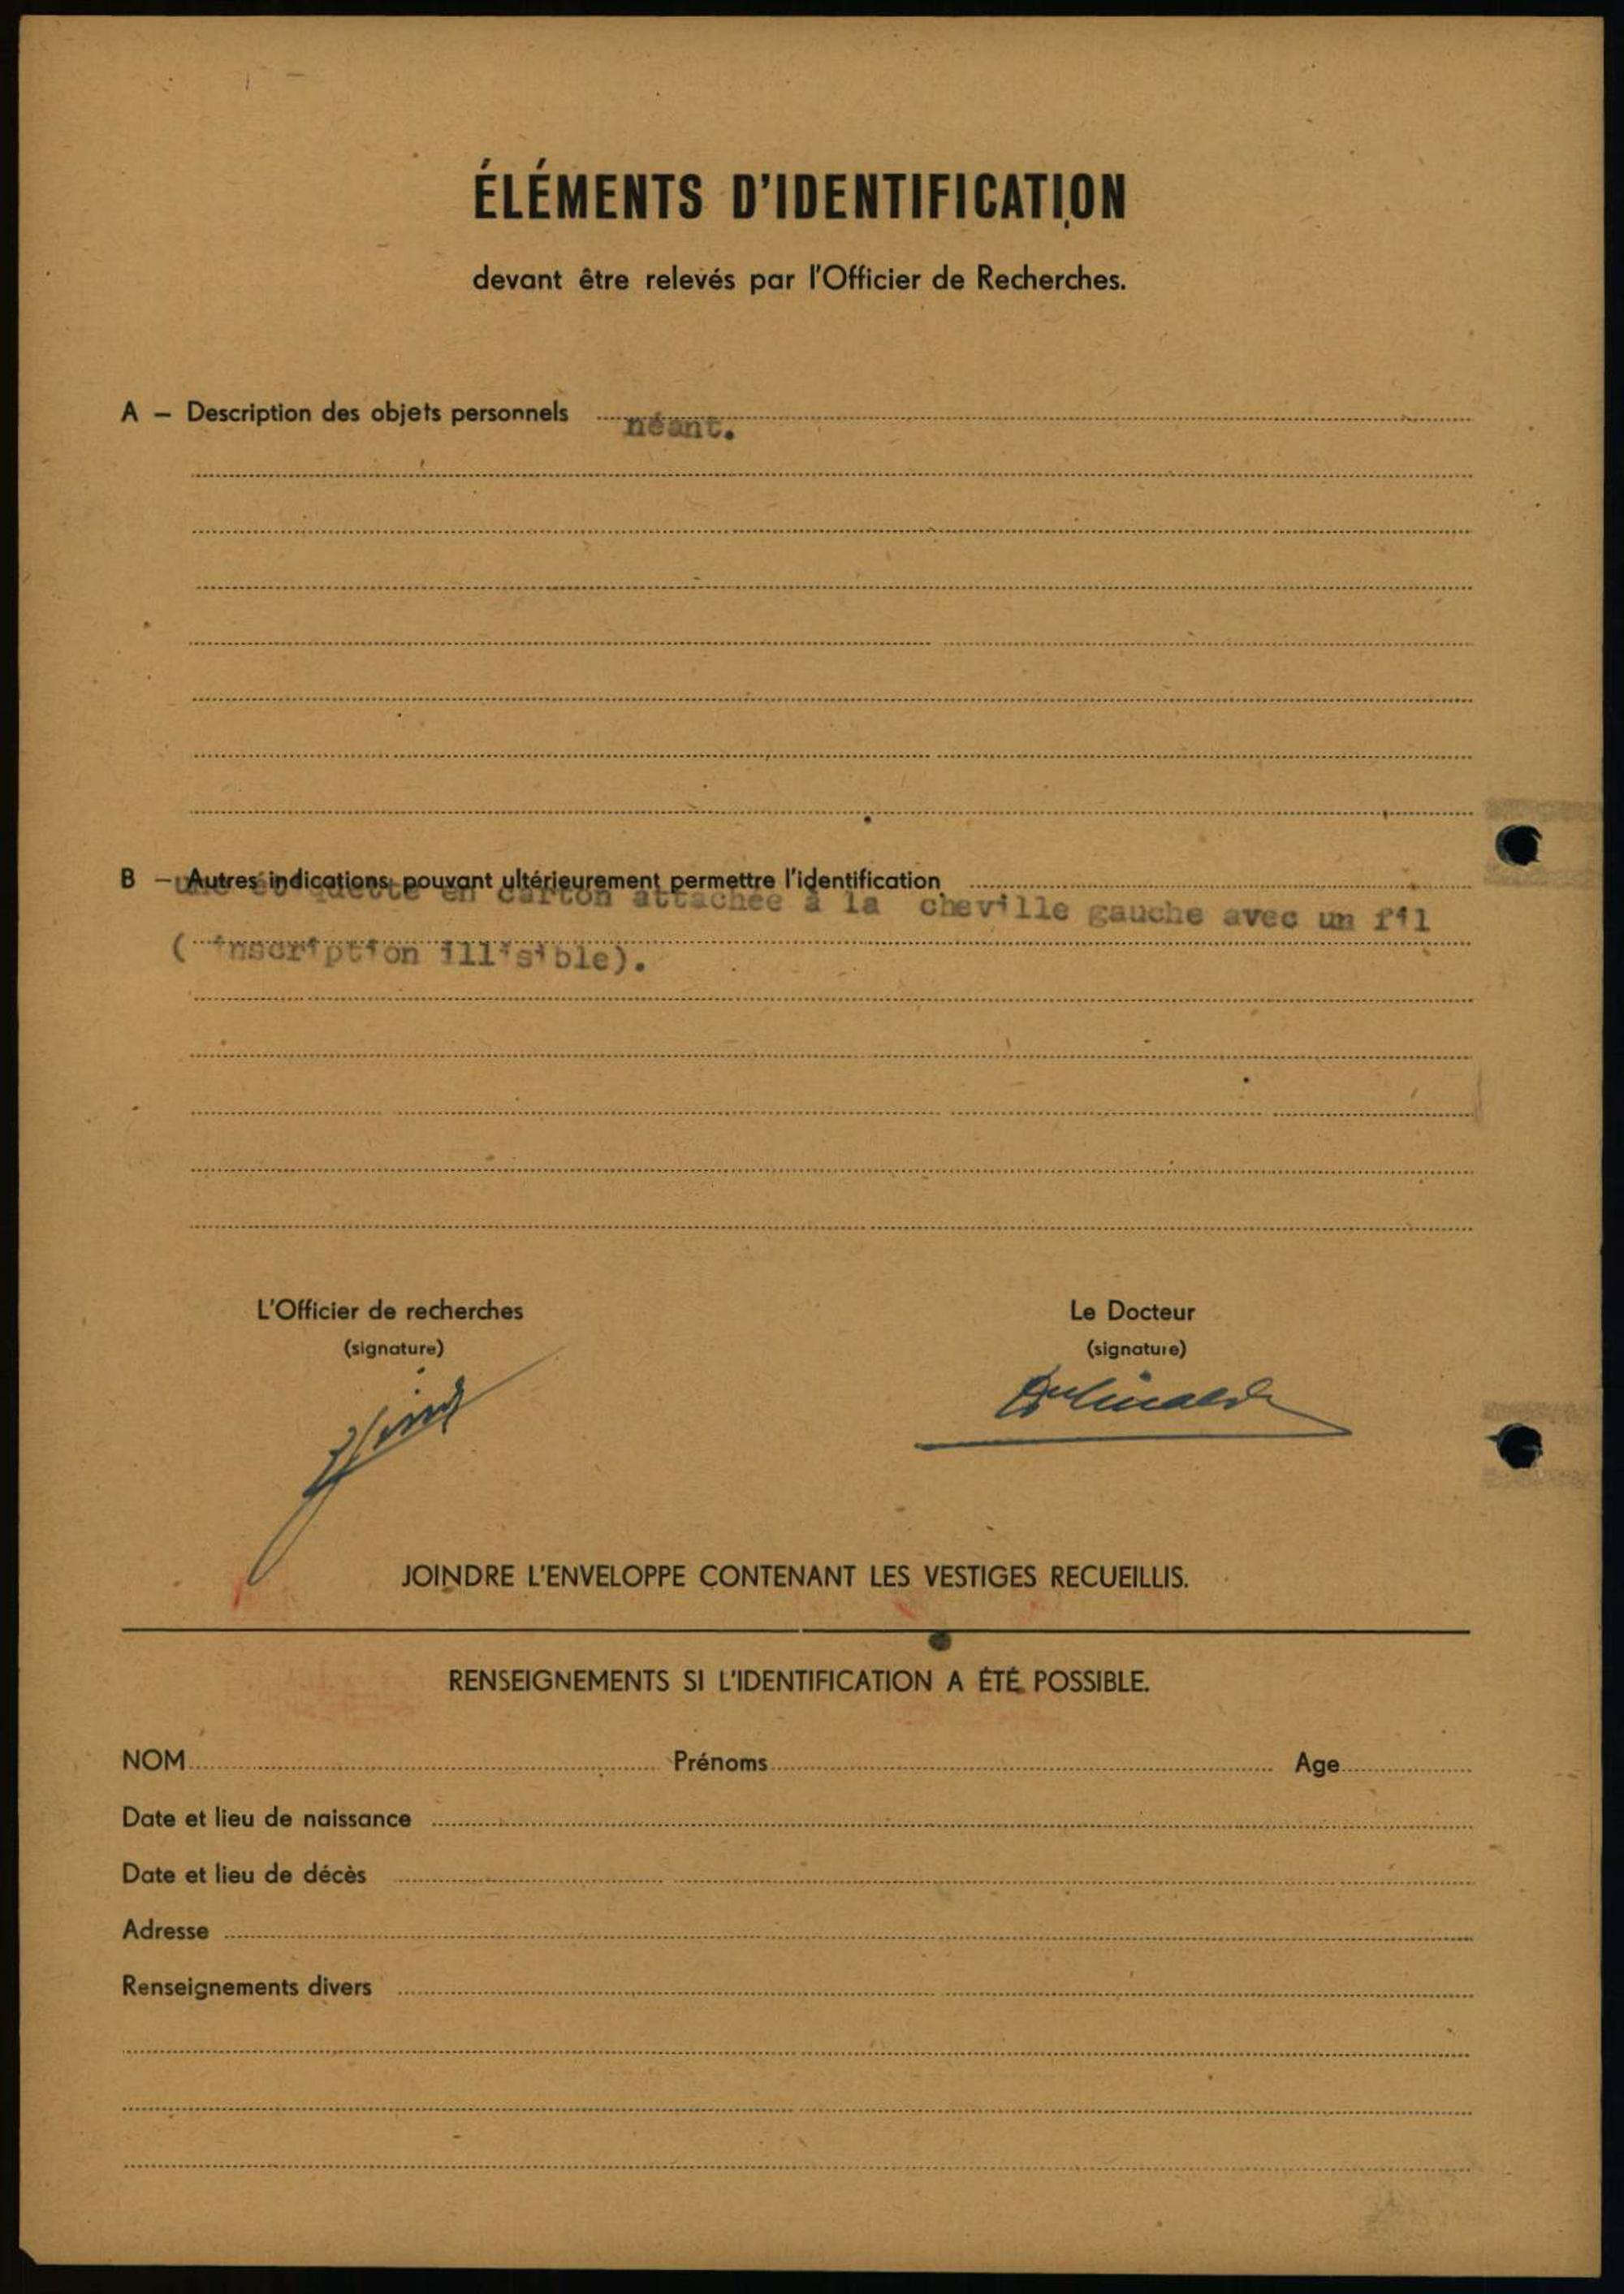 ÉLÉMENTS D'IDENTIFICATION
devant être relevés par l'Officier de Recherches.
A — Description des objets personnels néant.
B — Autres indications pouvant ultérieurement permettre l'identification
une etiquette en carton attachée à la cheville gauche avec un fil
( inscription illisible).
L'Officier de recherches Le Docteur
(signature) (signature)
JOINDRE L'ENVELOPPE CONTENANT LES VESTIGES RECUEILLIS.
RENSEIGNEMENTS SI L'IDENTIFICATION A ÉTÉ POSSIBLE.
NOM Prénoms Age
Date et lieu de naissance
Date et lieu de décès
Adresse
Renseignements divers